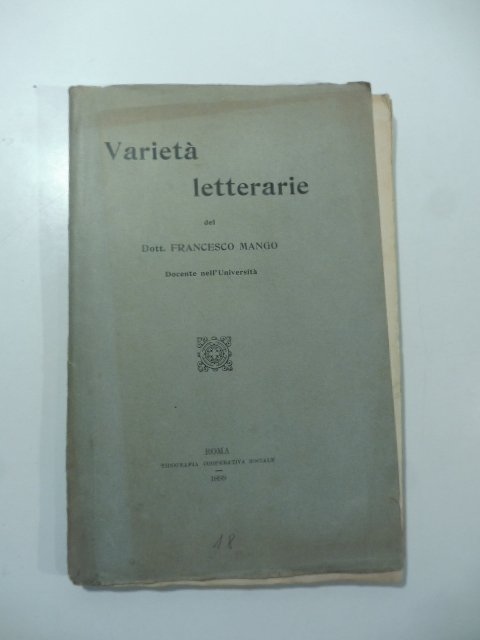 Varietà
letterarie
del
Dott. FRANCESCO MANGO
Docente nell'Università
ROMA
TIPOGRAFIA COOPERATIVA SOCIALE
1899
18